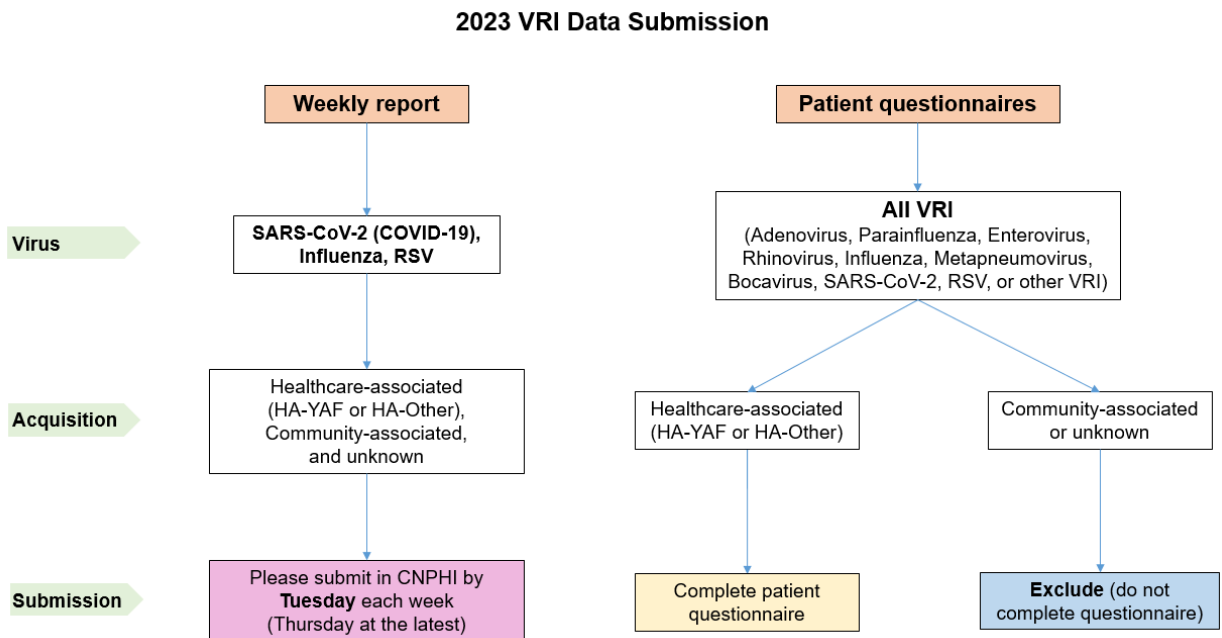 2023 VRI Data Submission
Weekly report
Patient questionnaires
Virus
SARS-CoV-2 (COVID-19),
Influenza, RSV
All VRI
(Adenovirus, Parainfluenza, Enterovirus,
Rhinovirus, Influenza, Metapneumovirus,
Bocavirus, SARS-CoV-2, RSV, or other VRI)
Acquisition
Healthcare-associated
(HA-YAF or HA-Other),
Community-associated,
and unknown
Healthcare-associated
(HA-YAF or HA-Other)
Community-associated
or unknown
Submission
Please submit in CNPHI by
Tuesday each week
(Thursday at the latest)
Complete patient
questionnaire
Exclude (do not
complete questionnaire)